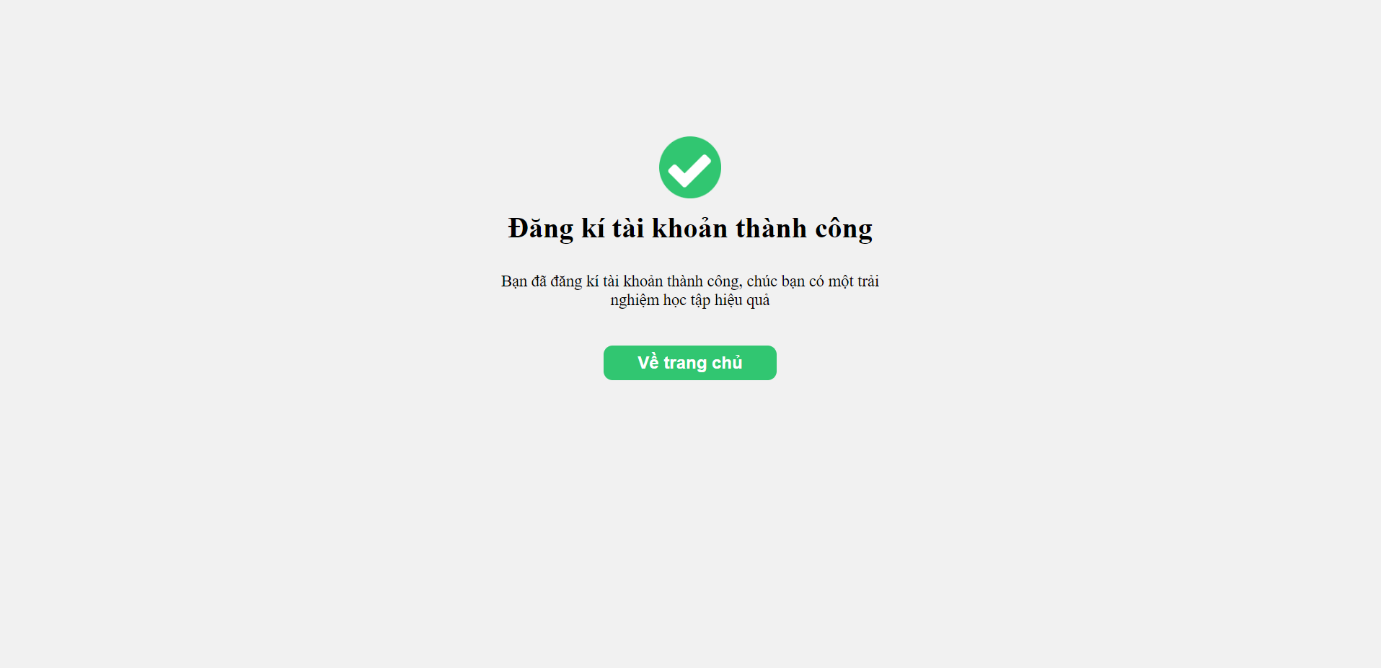 Đăng kí tài khoản thành công
Bạn đã đăng kí tài khoản thành công, chúc bạn có một trải
nghiệm học tập hiệu quả
Về trang chủ